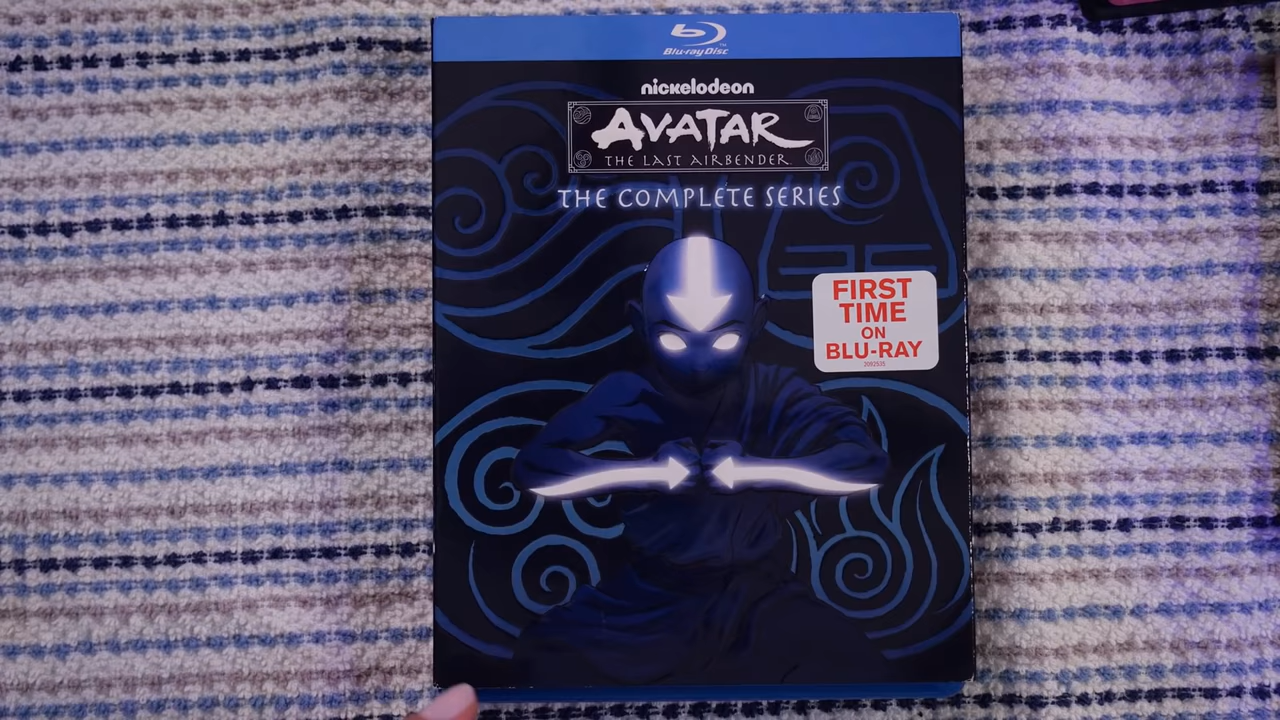 Blu-ray Disc
nickelodeon
AVATAR
THE LAST AIRBENDER
THE COMPLETE SERIES
FIRST
TIME
ON
BLU-RAY